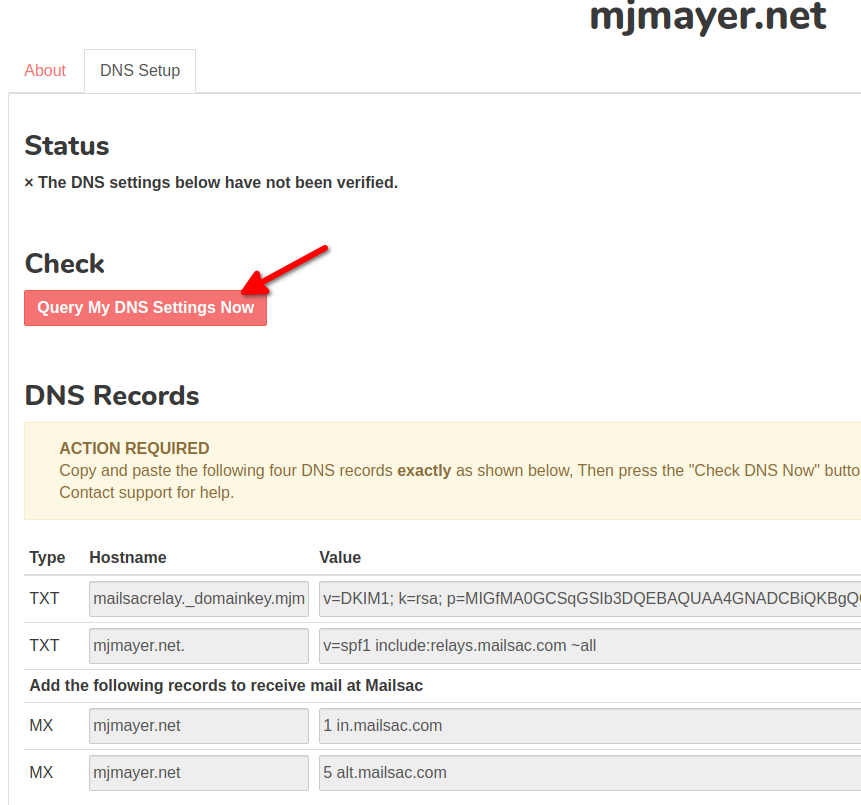 mjmayer.net
About DNS Setup
Status
× The DNS settings below have not been verified.
Check
Query My DNS Settings Now
DNS Records
ACTION REQUIRED
Copy and paste the following four DNS records exactly as shown below, Then press the "Check DNS Now" butto
Contact support for help.
Type Hostname Value
TXT mailsacrelay._domainkey.mjm v=DKIM1; k=rsa; p=MIGfMA0GCSqGSIb3DQEBAQUAA4GNADCBiQKBgQ
TXT mjmayer.net. v=spf1 include:relays.mailsac.com ~all
Add the following records to receive mail at Mailsac
MX mjmayer.net 1 in.mailsac.com
MX mjmayer.net 5 alt.mailsac.com